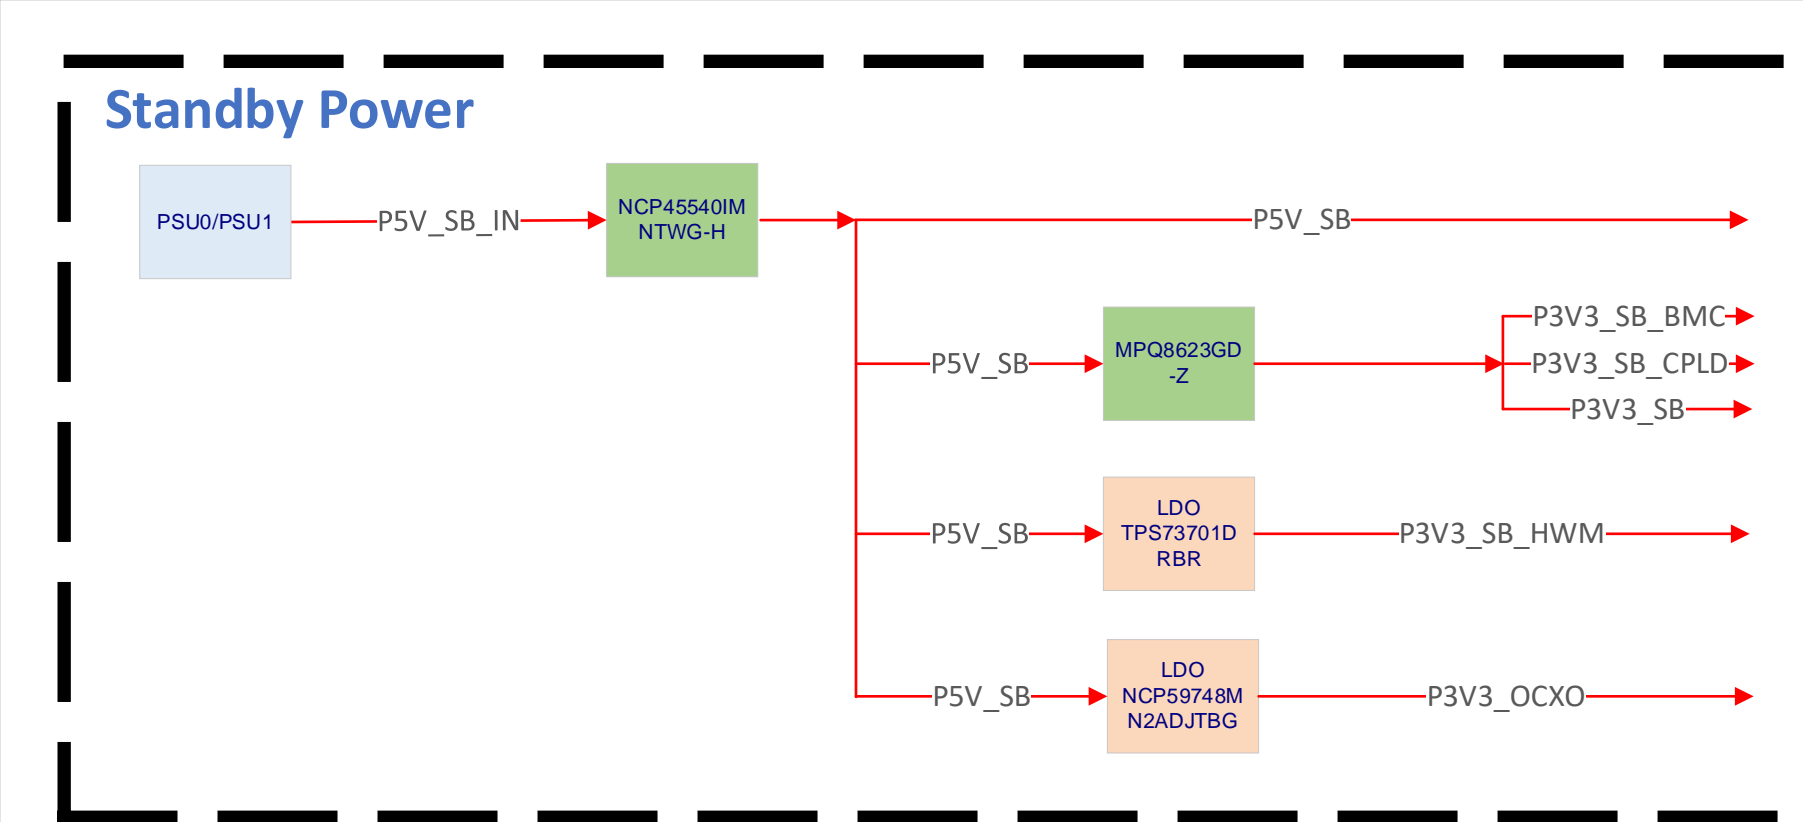 Standby Power
PSU0/PSU1
P5V_SB_IN
NCP45540IM
NTWG-H
P5V_SB
P5V_SB
MPQ8623GD
-Z
P3V3_SB_BMC
P3V3_SB_CPLD
P3V3_SB
P5V_SB
LDO
TPS73701D
RBR
P3V3_SB_HWM
P5V_SB
LDO
NCP59748M
N2ADJTBG
P3V3_OCXO